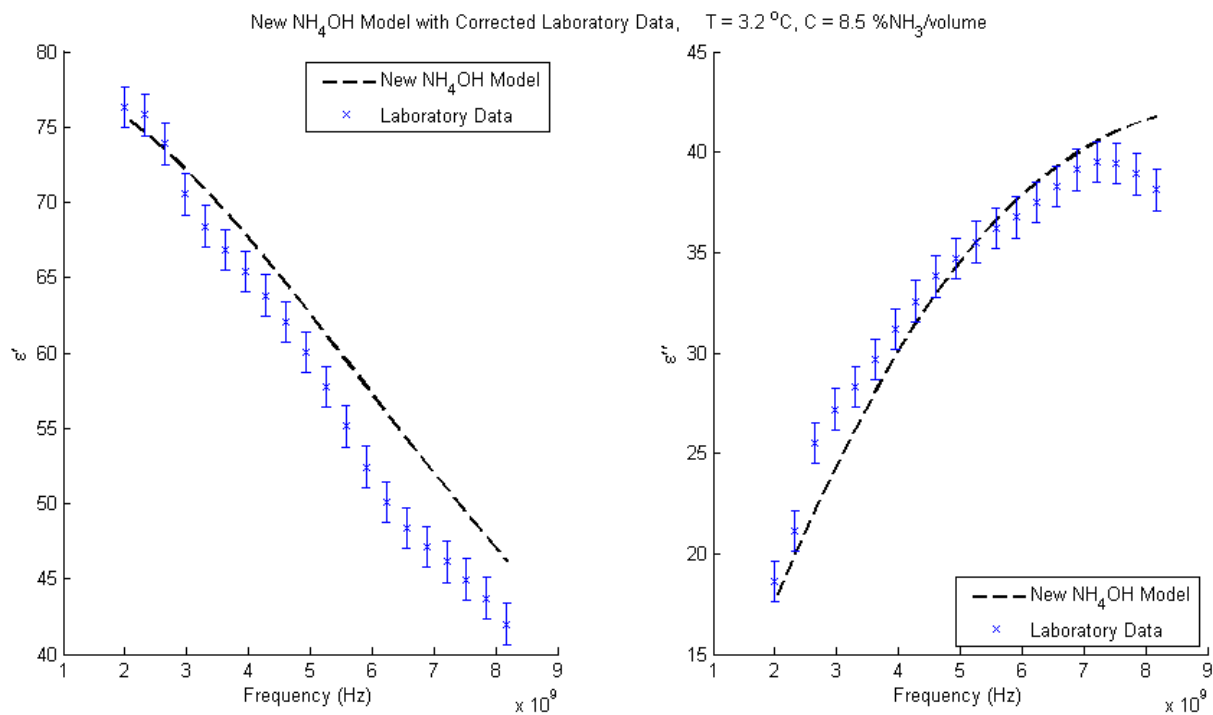 New NH4OH Model with Corrected Laboratory Data, T = 3.2 °C, C = 8.5 %NH3/volume
80
75
70
65
60
55
50
45
40
ε′
1 2 3 4 5 6 7 8 9
Frequency (Hz)
x 10^9
New NH4OH Model
Laboratory Data
45
40
35
30
25
20
15
ε′′
1 2 3 4 5 6 7 8 9
Frequency (Hz)
x 10^9
New NH4OH Model
Laboratory Data